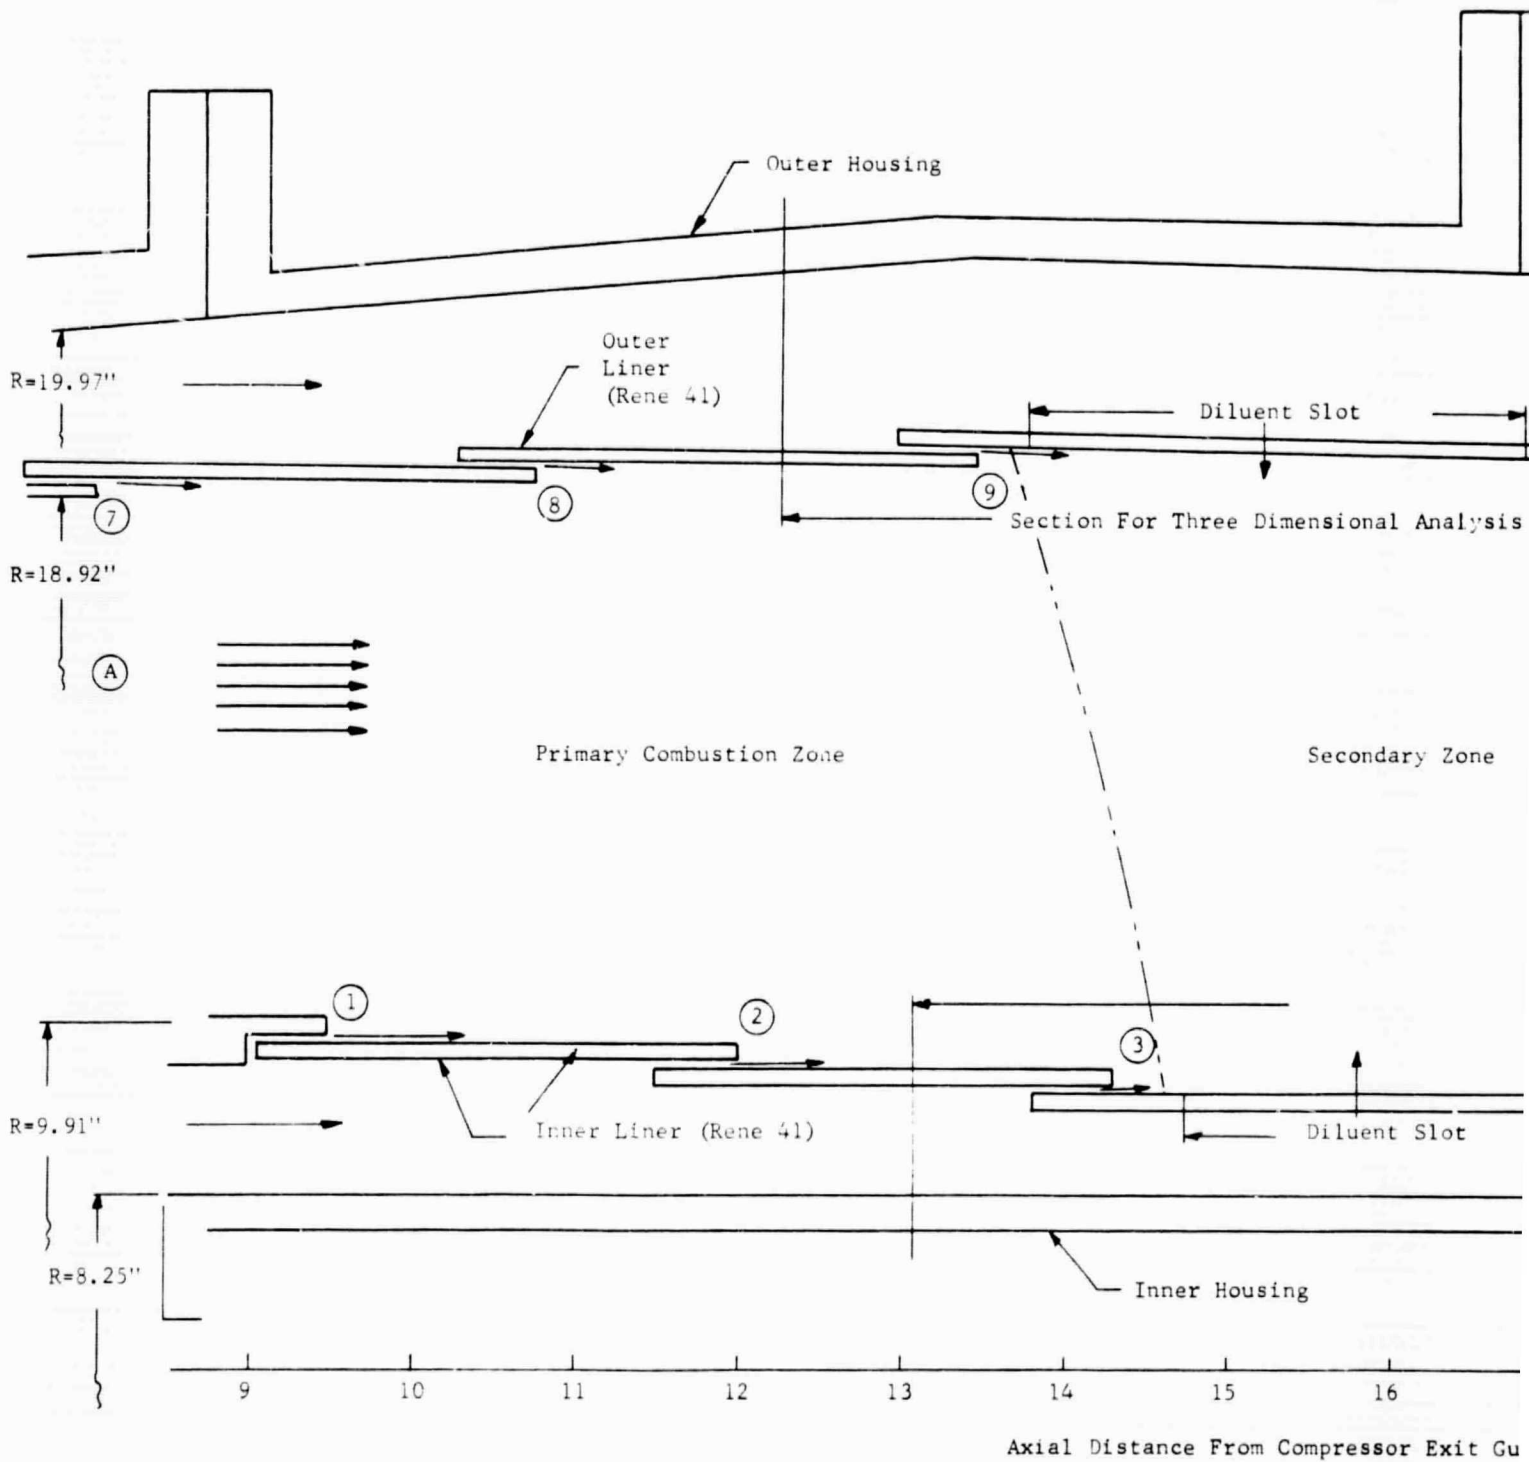 Outer Housing
Outer
Liner
(Rene 41)
R=19.97"
Diluent Slot
7
8
9
Section For Three Dimensional Analysis
R=18.92"
A
Primary Combustion Zone
Secondary Zone
1
2
3
R=9.91"
Inner Liner (Rene 41)
Diluent Slot
R=8.25"
Inner Housing
9 10 11 12 13 14 15 16
Axial Distance From Compressor Exit Gu